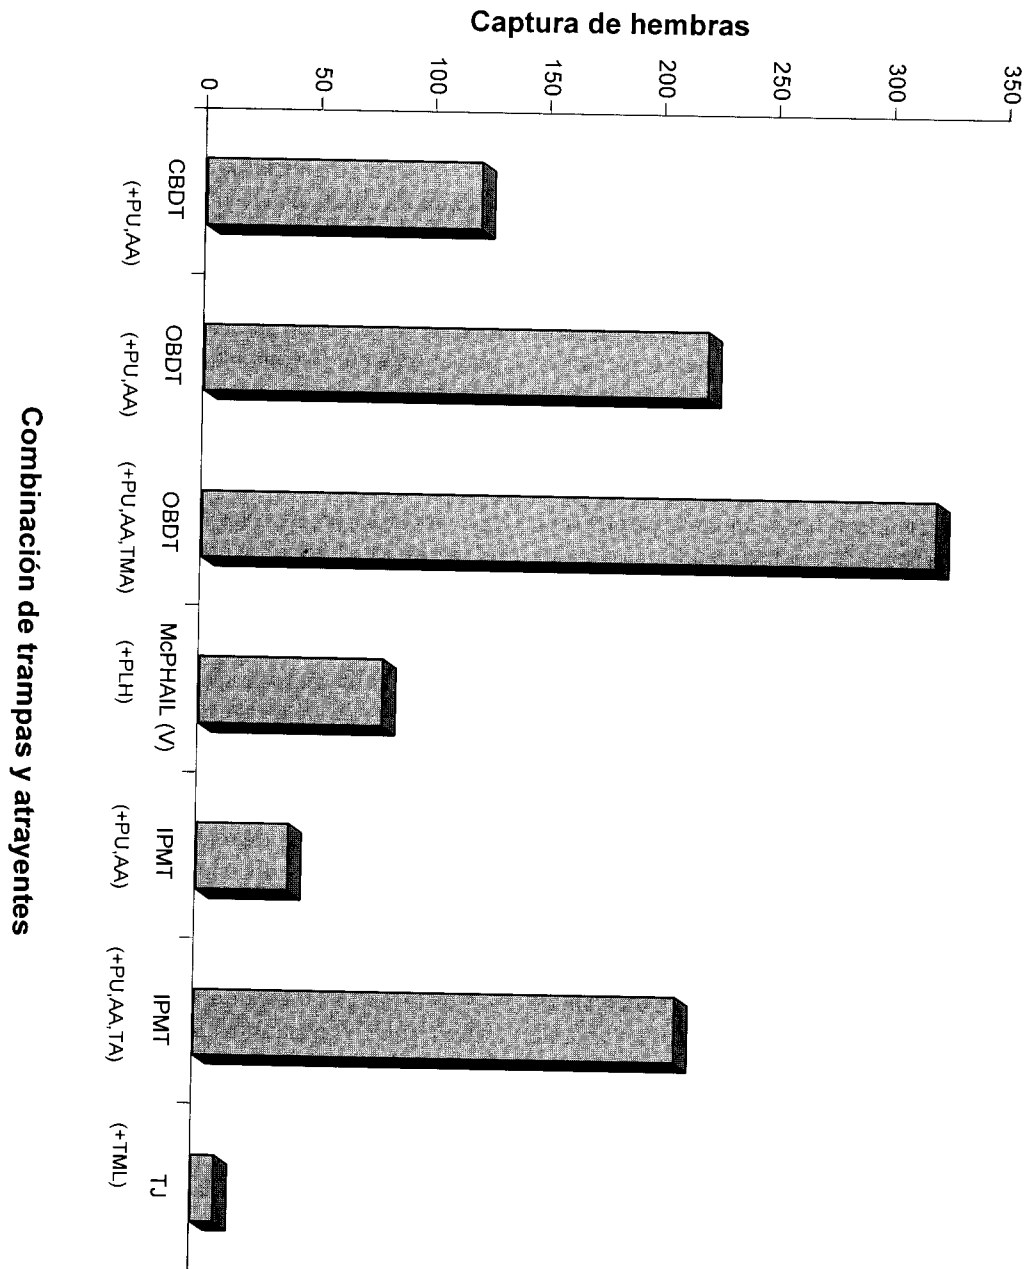 Captura de hembras
350
300
250
200
150
100
50
0
CBDT
(+PU,AA)
OBDT
(+PU,AA)
OBDT
(+PU,AA,TMA)
McPHAIL (V)
(+PLH)
IPMT
(+PU,AA)
IPMT
(+PU,AA,TA)
TJ
(+TML)
Combinación de trampas y atrayentes